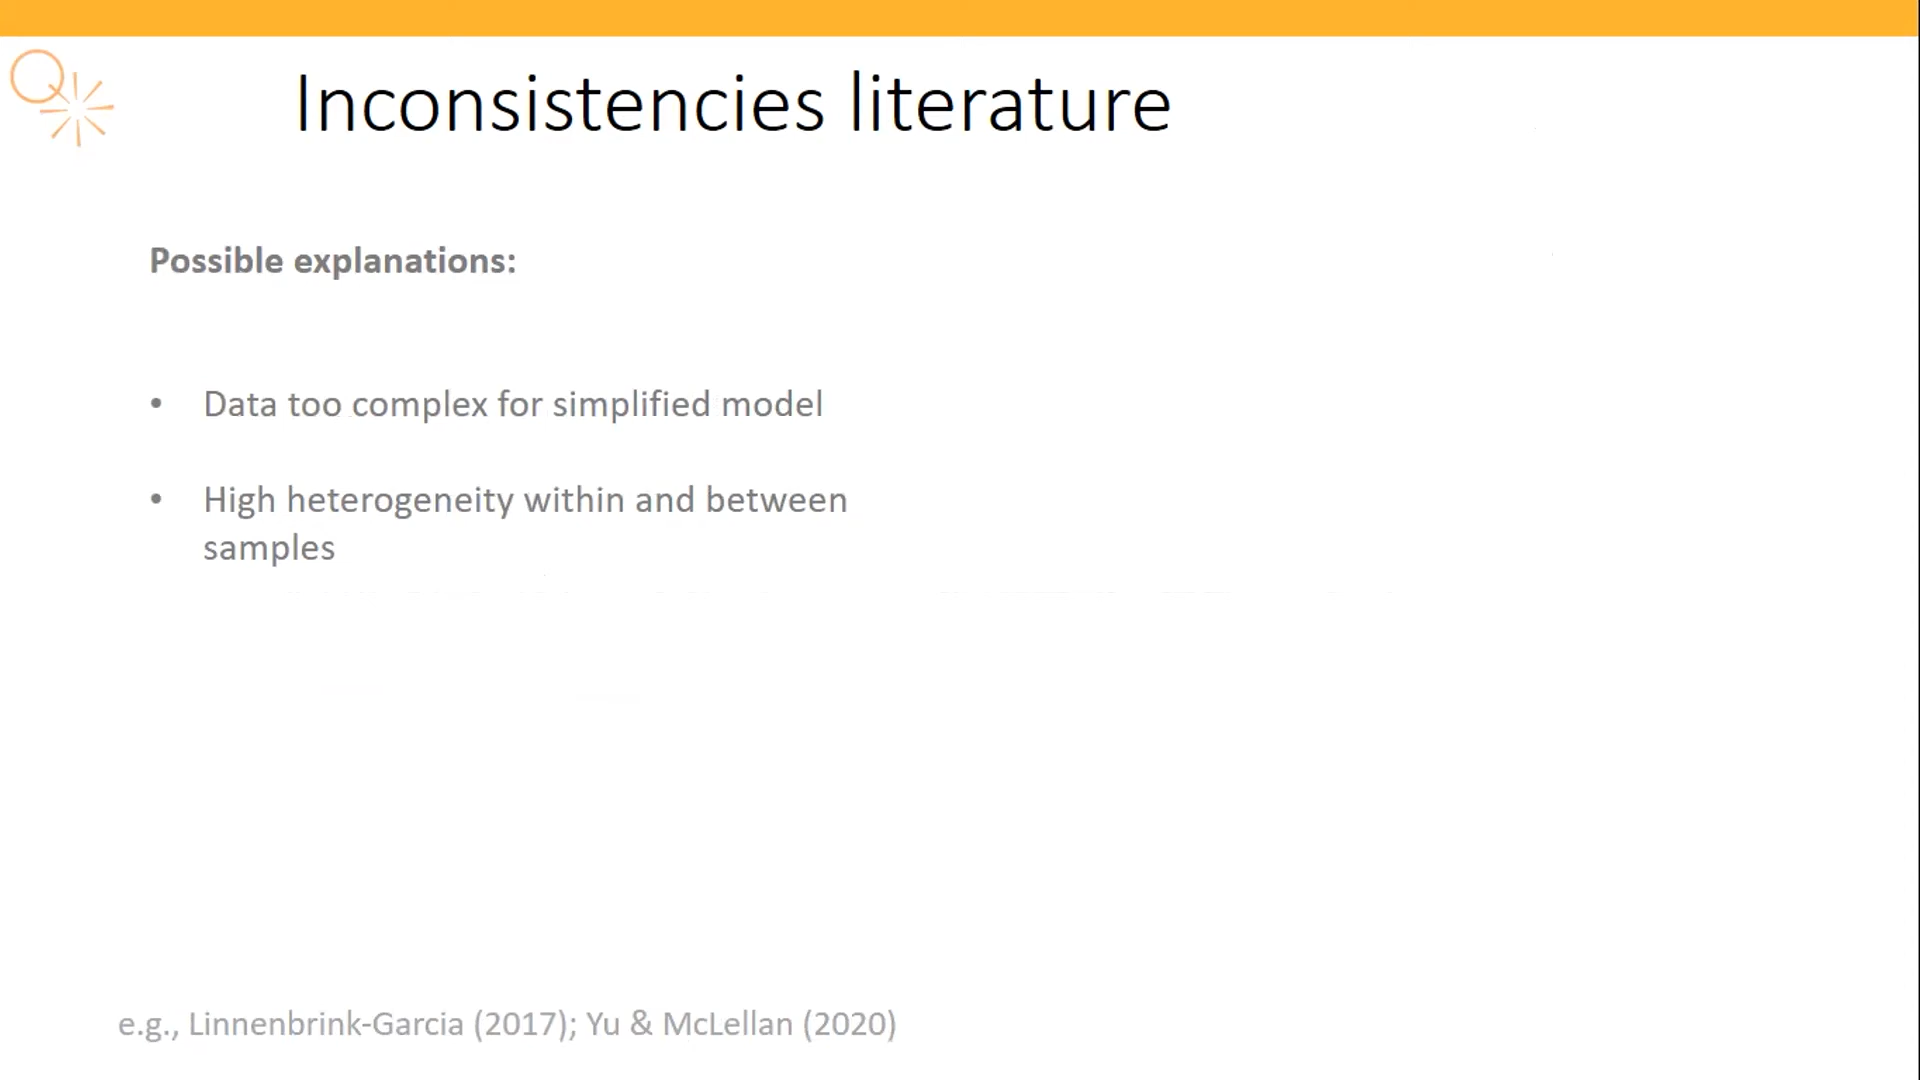 Inconsistencies literature
Possible explanations:
• Data too complex for simplified model
• High heterogeneity within and between
samples
e.g., Linnenbrink-Garcia (2017); Yu & McLellan (2020)